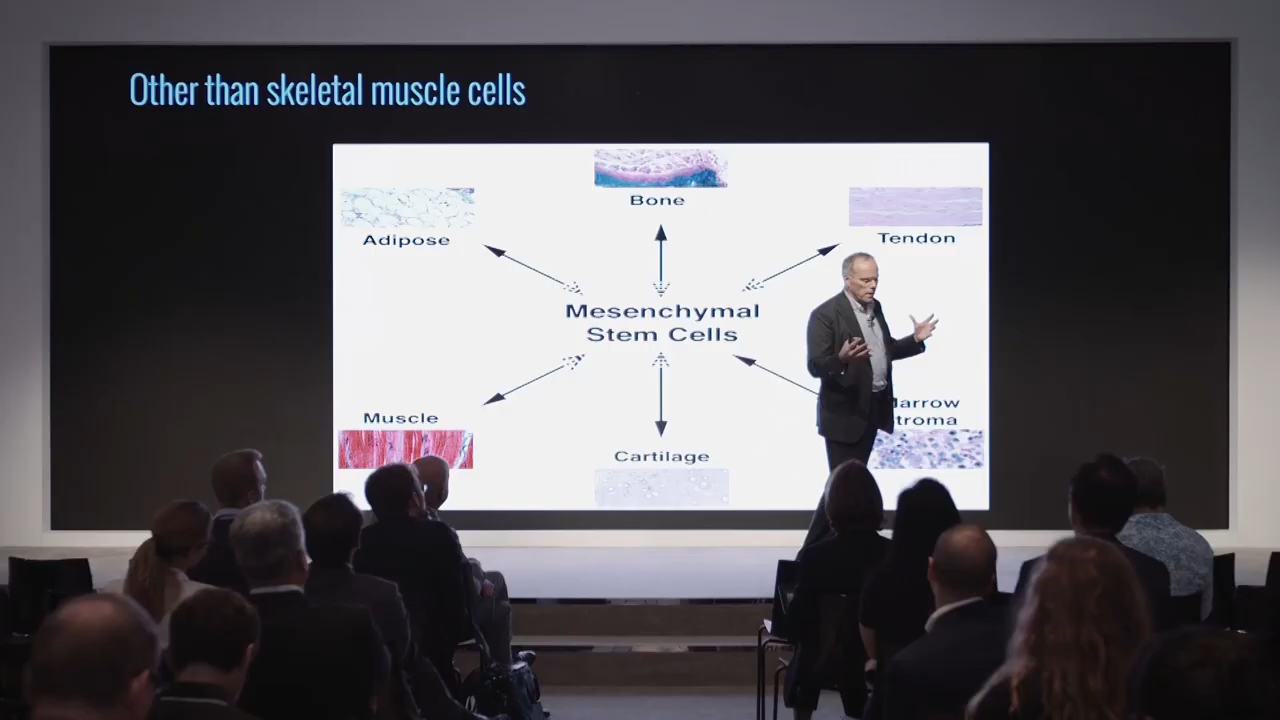 Other than skeletal muscle cells
Bone
Adipose
Tendon
Mesenchymal
Stem Cells
Muscle
Cartilage